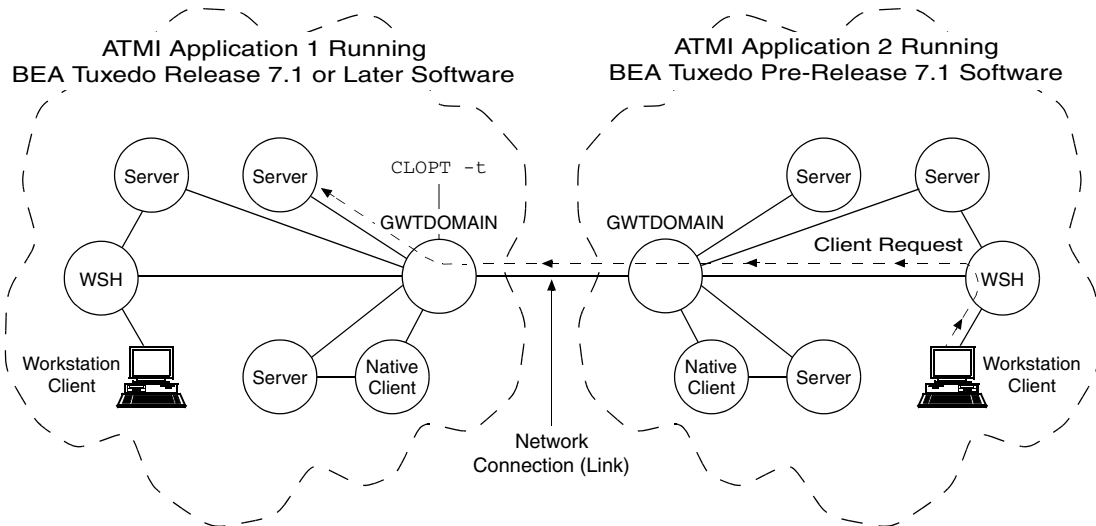 ATMI Application 1 Running
BEA Tuxedo Release 7.1 or Later Software
ATMI Application 2 Running
BEA Tuxedo Pre-Release 7.1 Software
Server
Server
CLOPT -t
GWTDOMAIN
WSH
Workstation
Client
Server
Native
Client
Server
Server
GWTDOMAIN
Client Request
WSH
Native
Client
Server
Workstation
Client
Network
Connection (Link)